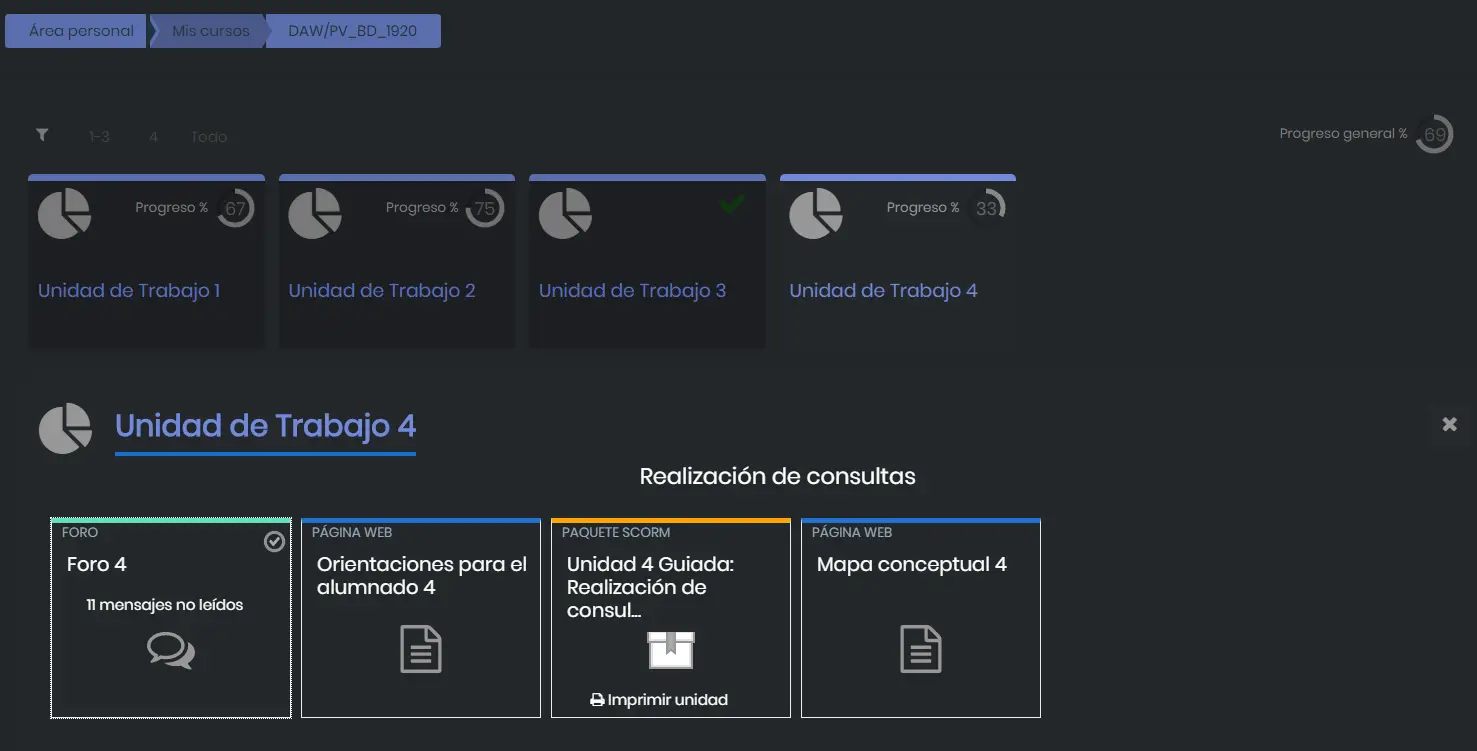 Área personal
Mis cursos
DAW/PV_BD_1920
1-3
4
Todo
Progreso general %
69
Progreso %
67
Progreso %
75
Progreso %
33
Unidad de Trabajo 1
Unidad de Trabajo 2
Unidad de Trabajo 3
Unidad de Trabajo 4
Unidad de Trabajo 4
Realización de consultas
FORO
Foro 4
11 mensajes no leídos
PÁGINA WEB
Orientaciones para el
alumnado 4
PAQUETE SCORM
Unidad 4 Guiada:
Realización de
consul...
Imprimir unidad
PÁGINA WEB
Mapa conceptual 4